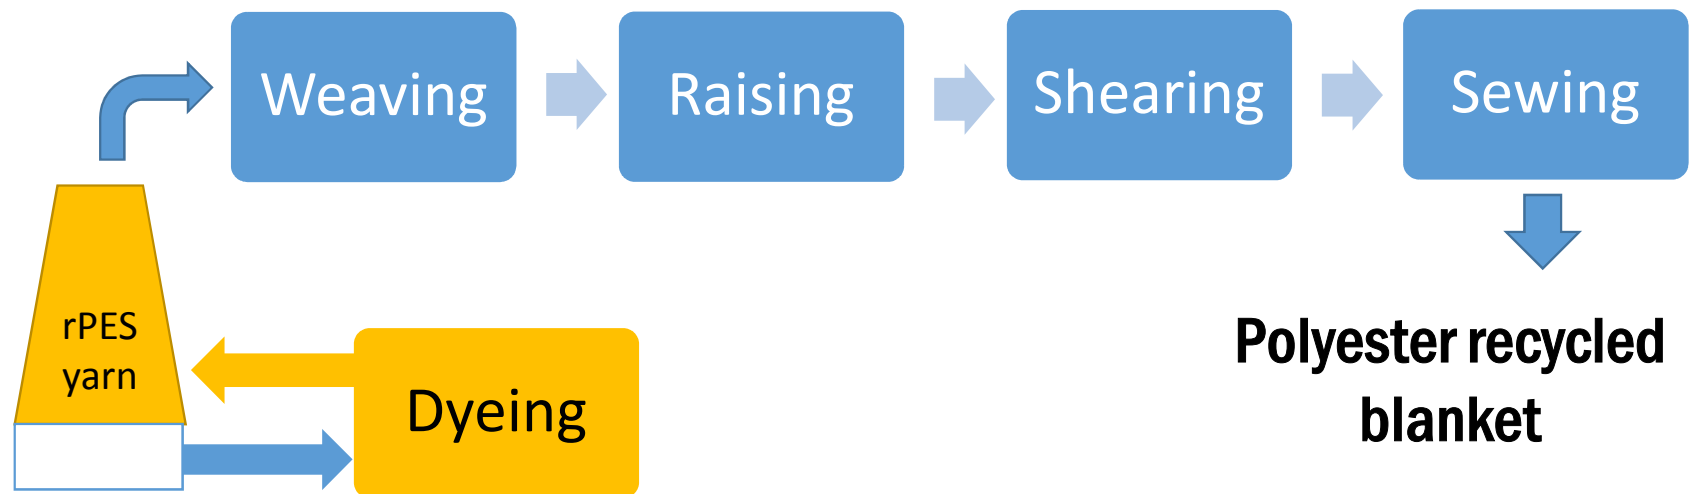 Weaving
Raising
Shearing
Sewing
rPES
yarn
Dyeing
Polyester recycled
blanket